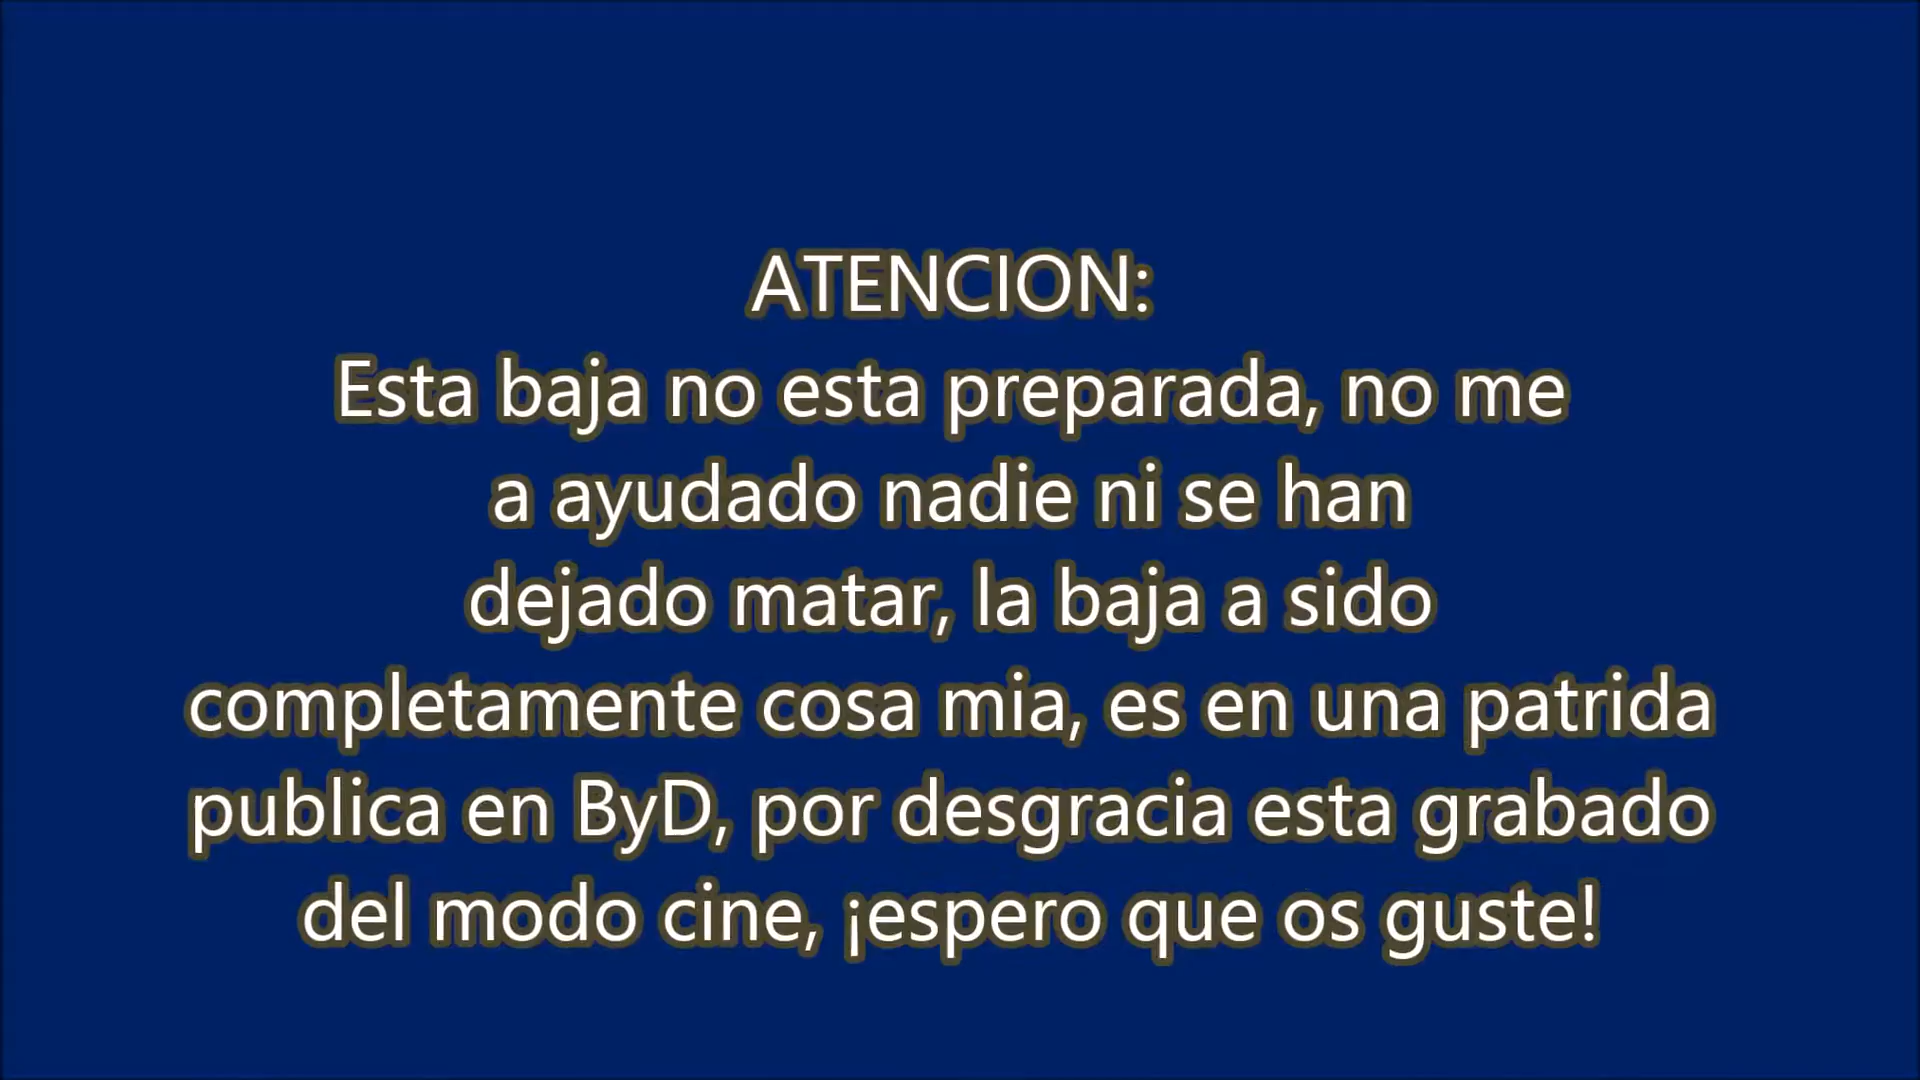 ATENCION:
Esta baja no esta preparada, no me
a ayudado nadie ni se han
dejado matar, la baja a sido
completamente cosa mia, es en una patrida
publica en ByD, por desgracia esta grabado
del modo cine, ¡espero que os guste!